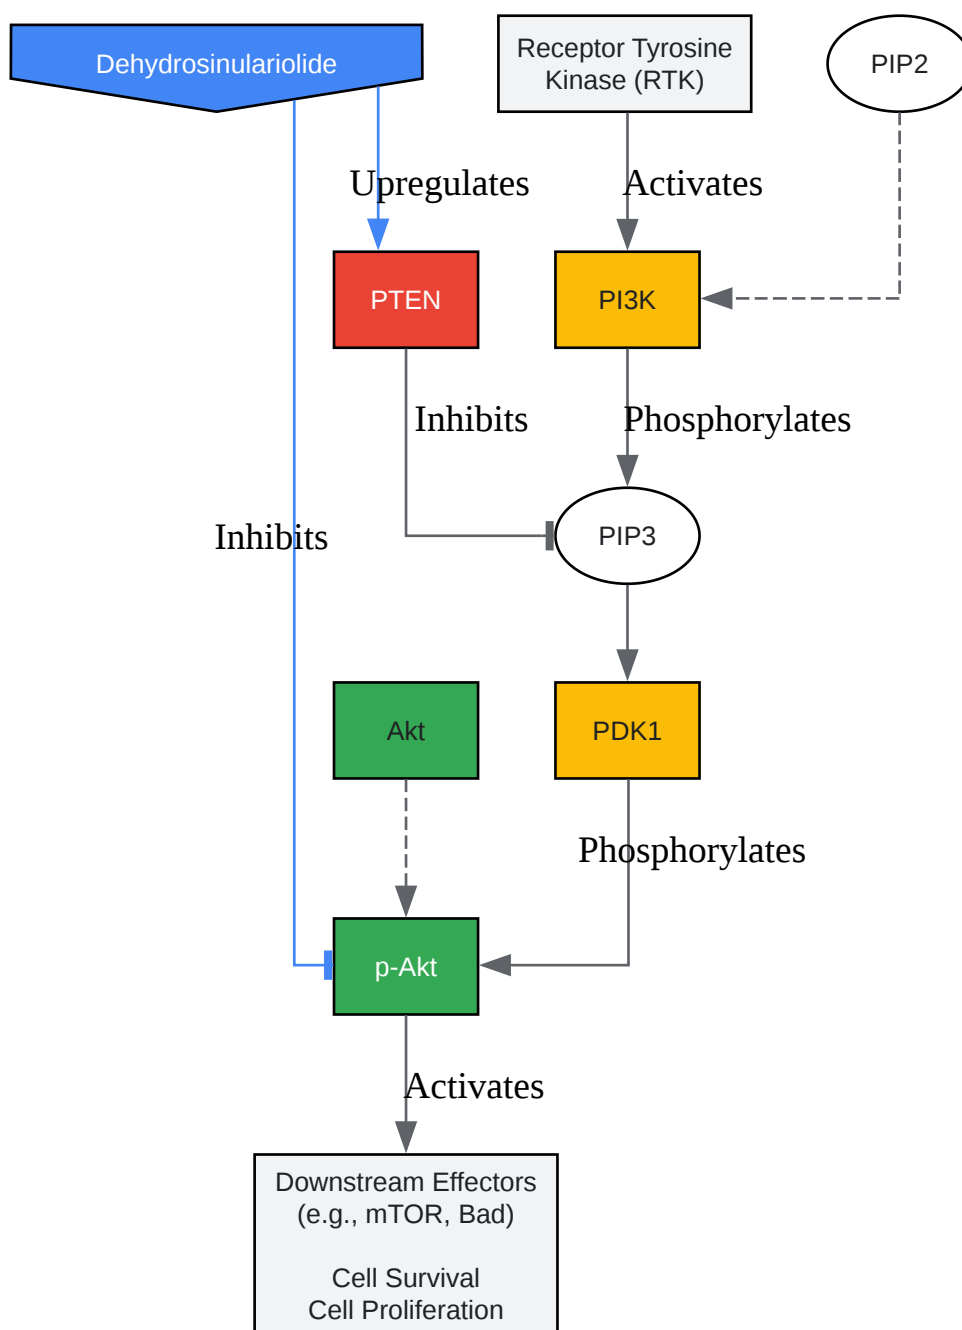 Dehydrosinulariolide
Receptor Tyrosine
Kinase (RTK)
PIP2
Upregulates
Activates
PTEN
PI3K
Inhibits
Phosphorylates
Inhibits
PIP3
Akt
PDK1
Phosphorylates
p-Akt
Activates
Downstream Effectors
(e.g., mTOR, Bad)
Cell Survival
Cell Proliferation